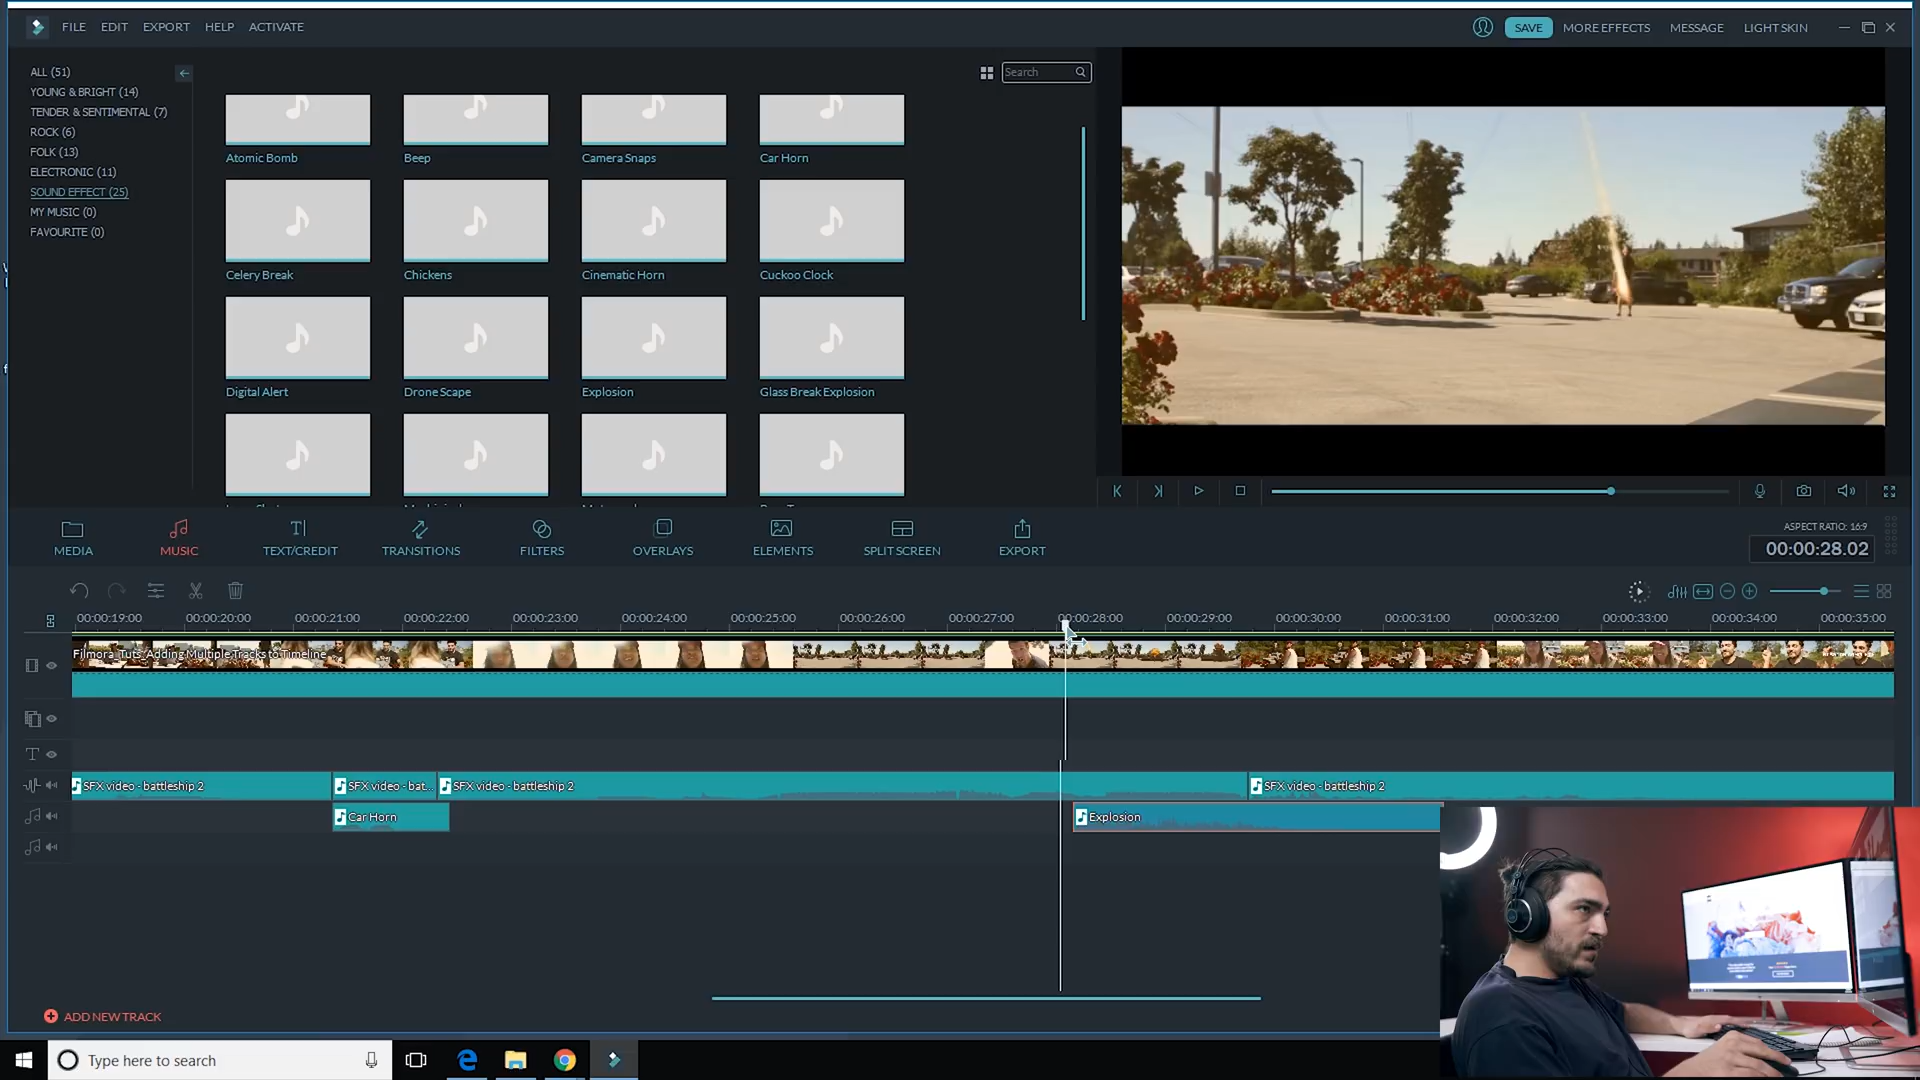 FILE EDIT EXPORT HELP ACTIVATE
SAVE MORE EFFECTS MESSAGE LIGHT SKIN
ALL (51)
YOUNG & BRIGHT (14)
TENDER & SENTIMENTAL (7)
ROCK (6)
FOLK (13)
ELECTRONIC (11)
SOUND EFFECT (25)
MY MUSIC (0)
FAVOURITE (0)
Search
Atomic Bomb Beep Camera Snaps Car Horn
Celery Break Chickens Cinematic Horn Cuckoo Clock
Digital Alert Drone Scape Explosion Glass Break Explosion
MEDIA MUSIC TEXT/CREDIT TRANSITIONS FILTERS OVERLAYS ELEMENTS SPLIT SCREEN EXPORT
ASPECT RATIO: 16:9
00:00:28.02
00:00:19:00 00:00:20:00 00:00:21:00 00:00:22:00 00:00:23:00 00:00:24:00 00:00:25:00 00:00:26:00 00:00:27:00 00:00:28:00 00:00:29:00 00:00:30:00 00:00:31:00 00:00:32:00 00:00:33:00 00:00:34:00 00:00:35:00
Filmora_Tuts_Adding Multiple Tracks to Timeline
SFX video - battleship 2 SFX video - bat... SFX video - battleship 2 SFX video - battleship 2
Car Horn Explosion
ADD NEW TRACK
Type here to search